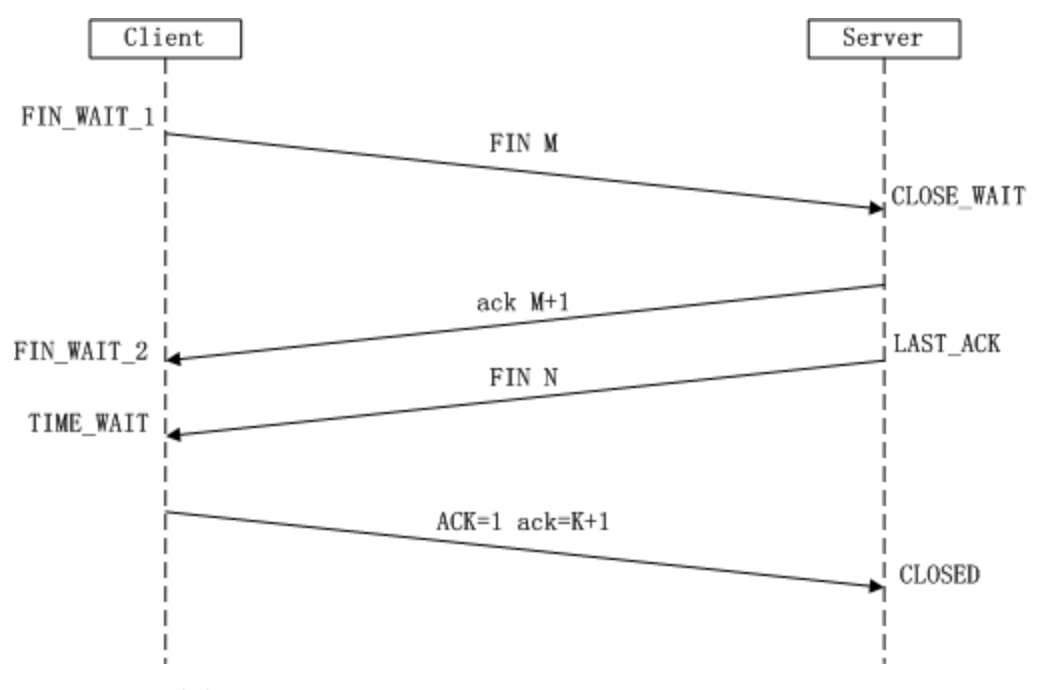 Client
Server
FIN_WAIT_1
FIN M
CLOSE_WAIT
ack M+1
FIN_WAIT_2
LAST_ACK
FIN N
TIME_WAIT
ACK=1 ack=K+1
CLOSED